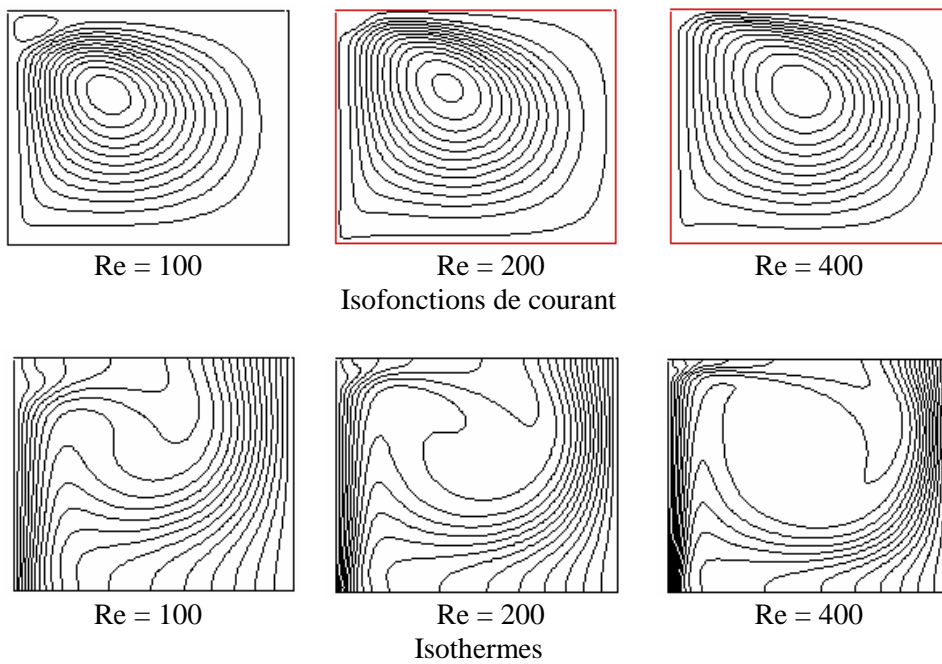 Re = 100 Re = 200 Re = 400
Isofonctions de courant
Re = 100 Re = 200 Re = 400
Isothermes